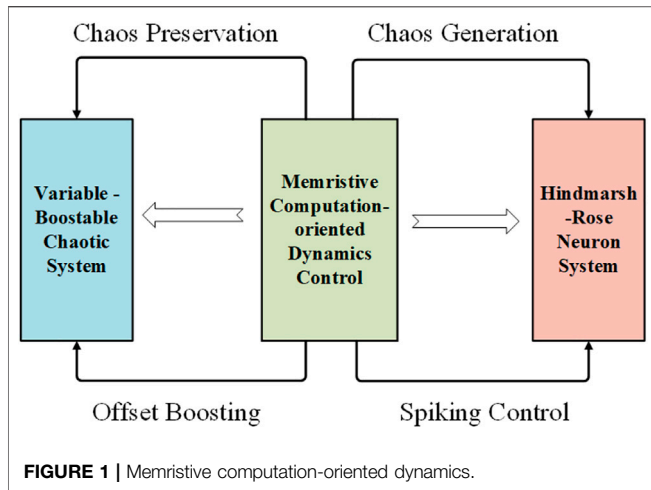 Chaos Preservation
Chaos Generation
Variable -
Boostable
Chaotic
System
Memristive
Computation-
oriented
Dynamics
Control
Hindmarsh
-Rose
Neuron
System
Offset Boosting
Spiking Control
FIGURE 1 | Memristive computation-oriented dynamics.